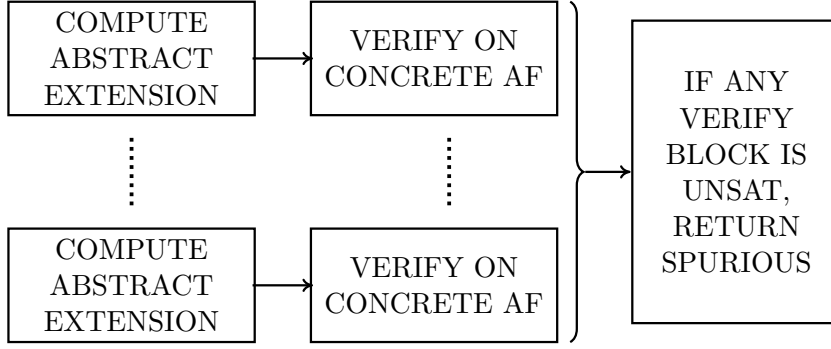 COMPUTE
ABSTRACT
EXTENSION
VERIFY ON
CONCRETE AF
COMPUTE
ABSTRACT
EXTENSION
VERIFY ON
CONCRETE AF
IF ANY
VERIFY
BLOCK IS
UNSAT,
RETURN
SPURIOUS